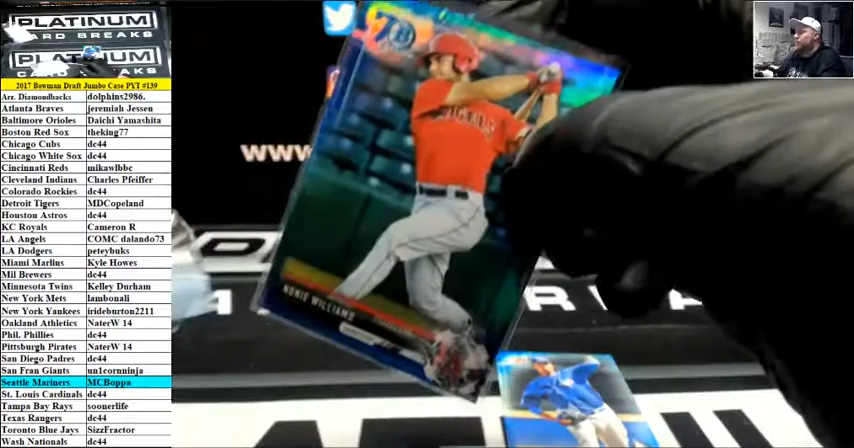 PLATINUM
ARD BREAKS
PLATINUM
CARD BREAKS
2017 Bowman Draft Jumbo Case PYT #139
Arr. Diamondbacks dolphins2986.
Atlanta Braves jeremiah Jessen
Baltimore Orioles Daichi Yamashita
Boston Red Sox theking77
Chicago Cubs dc44
Chicago White Sox dc44
Cincinnati Reds mikawlbbc
Cleveland Indians Charles Pfeiffer
Colorado Rockies dc44
Detroit Tigers MDCopeland
Houston Astros dc44
KC Royals Cameron R
LA Angels COMC dalando73
LA Dodgers peteybuks
Miami Marlins Kyle Howes
Mil Brewers dc44
Minnesota Twins Kelley Durham
New York Mets lambonali
New York Yankees irideburton2211
Oakland Athletics NaterW 14
Phil. Phillies dc44
Pittsburgh Pirates NaterW 14
San Diego Padres dc44
San Fran Giants un1cornninja
Seattle Mariners MCBoppa
St. Louis Cardinals dc44
Tampa Bay Rays soonerlife
Texas Rangers dc44
Toronto Blue Jays SizzFractor
Wash Nationals dc44
70
www
NONIE WILLIAMS